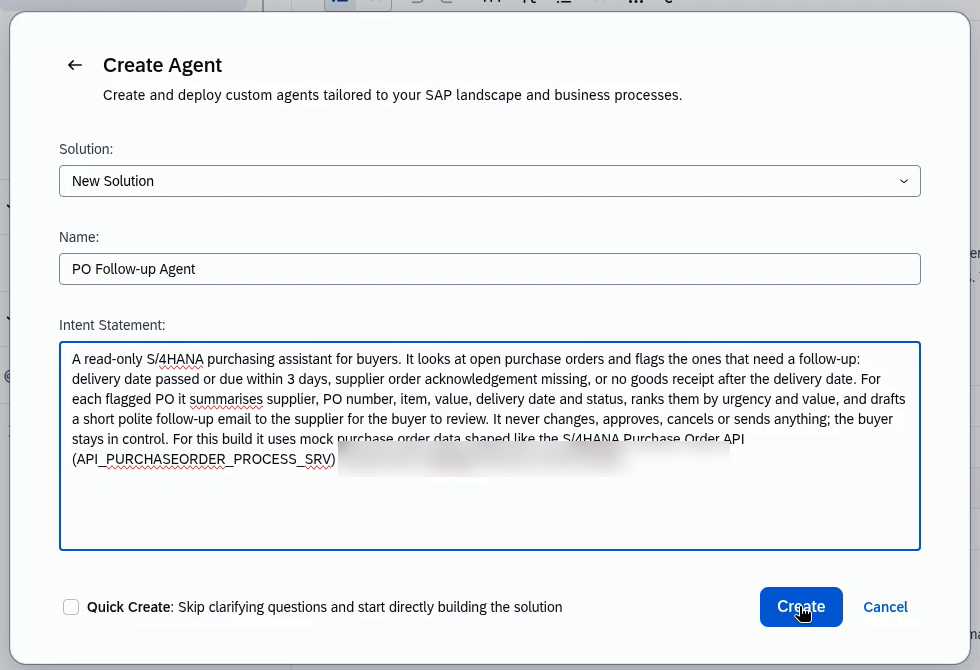 Create Agent
Create and deploy custom agents tailored to your SAP landscape and business processes.
Solution:
New Solution
Name:
PO Follow-up Agent
Intent Statement:
A read-only S/4HANA purchasing assistant for buyers. It looks at open purchase orders and flags the ones that need a follow-up:
delivery date passed or due within 3 days, supplier order acknowledgement missing, or no goods receipt after the delivery date. For
each flagged PO it summarises supplier, PO number, item, value, delivery date and status, ranks them by urgency and value, and drafts
a short polite follow-up email to the supplier for the buyer to review. It never changes, approves, cancels or sends anything; the buyer
stays in control. For this build it uses mock purchase order data shaped like the S/4HANA Purchase Order API
(API_PURCHASEORDER_PROCESS_SRV)
Quick Create: Skip clarifying questions and start directly building the solution
Create
Cancel